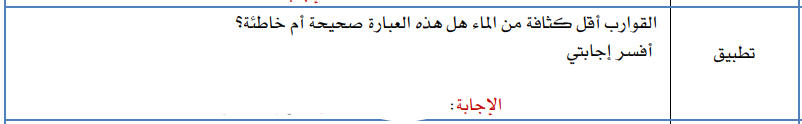 القوارب أقل كثافة من الماء هل هذه العبارة صحيحة أم خاطئة؟
أفسر إجابتي
تطبيق
الإجابة: